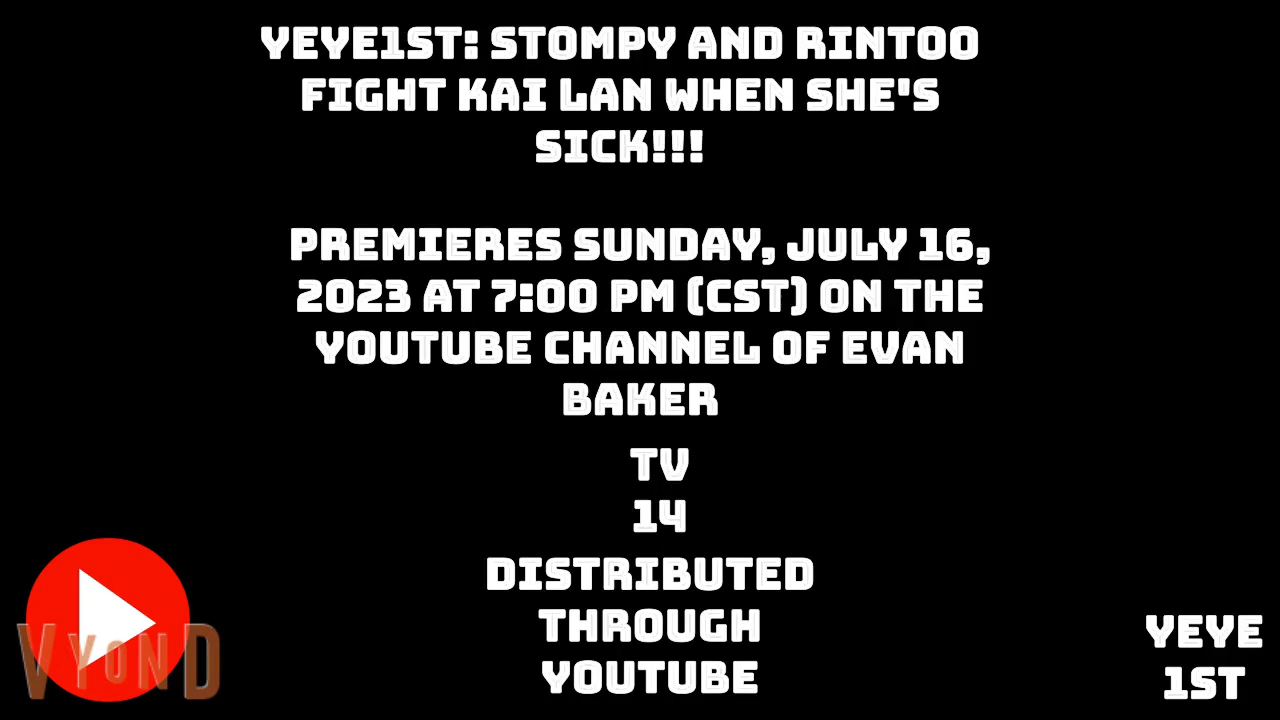 YEYE1ST: STOMPY AND RINTOO
FIGHT KAI LAN WHEN SHE'S
SICK!!!
PREMIERES SUNDAY, JULY 16,
2023 AT 7:00 PM (CST) ON THE
YOUTUBE CHANNEL OF EVAN
BAKER
TV
14
DISTRIBUTED
THROUGH
YOUTUBE
VYOND
YEYE
1ST